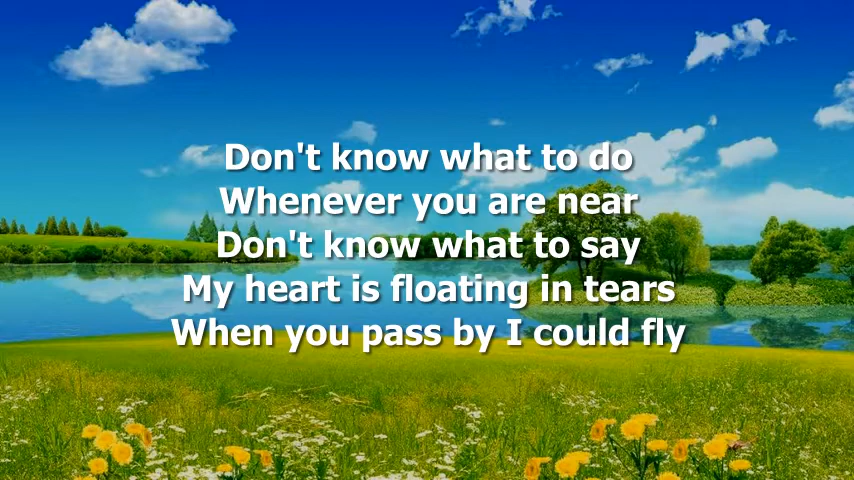 Don't know what to do
Whenever you are near
Don't know what to say
My heart is floating in tears
When you pass by I could fly